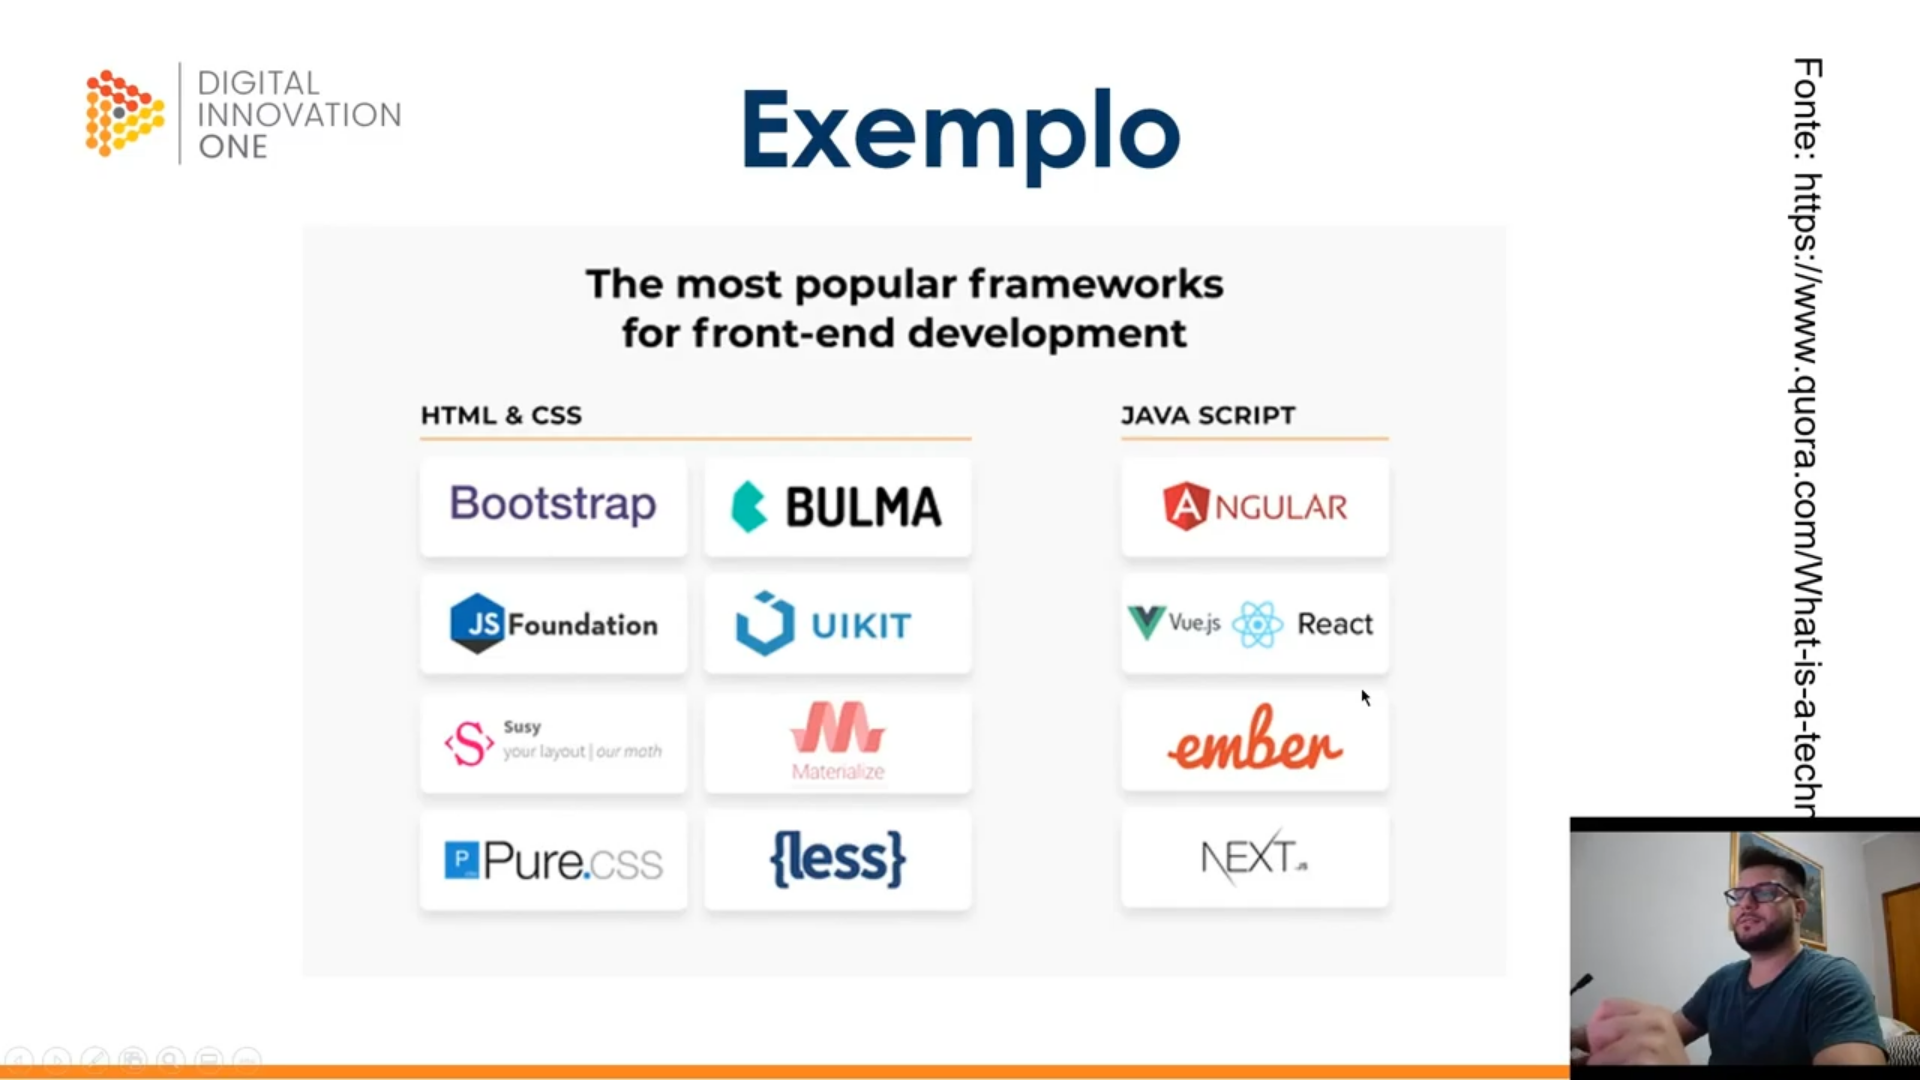 DIGITAL
INNOVATION
ONE
Exemplo
The most popular frameworks
for front-end development
HTML & CSS
Bootstrap
BULMA
JS Foundation
UIKIT
Susy
your layout | our math
Materialize
P Pure.css
{less}
JAVA SCRIPT
ANGULAR
Vue.js React
ember
NEXT.JS
Fonte: https://www.quora.com/What-is-a-techn